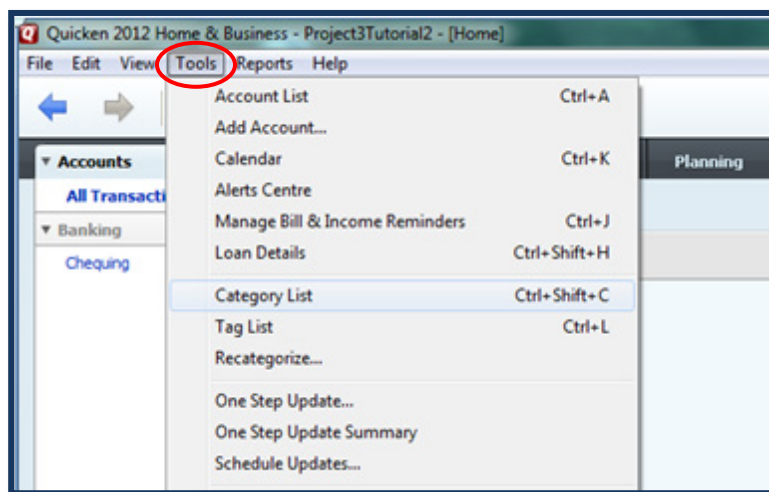 Quicken 2012 Home & Business - Project3Tutorial2 - [Home]
File Edit View Tools Reports Help
Account List Ctrl+A
Add Account...
Accounts Calendar Ctrl+K Planning
All Transacti Alerts Centre
Banking Manage Bill & Income Reminders Ctrl+J
Chequing Loan Details Ctrl+Shift+H
Category List Ctrl+Shift+C
Tag List Ctrl+L
Recategorize...
One Step Update...
One Step Update Summary
Schedule Updates...